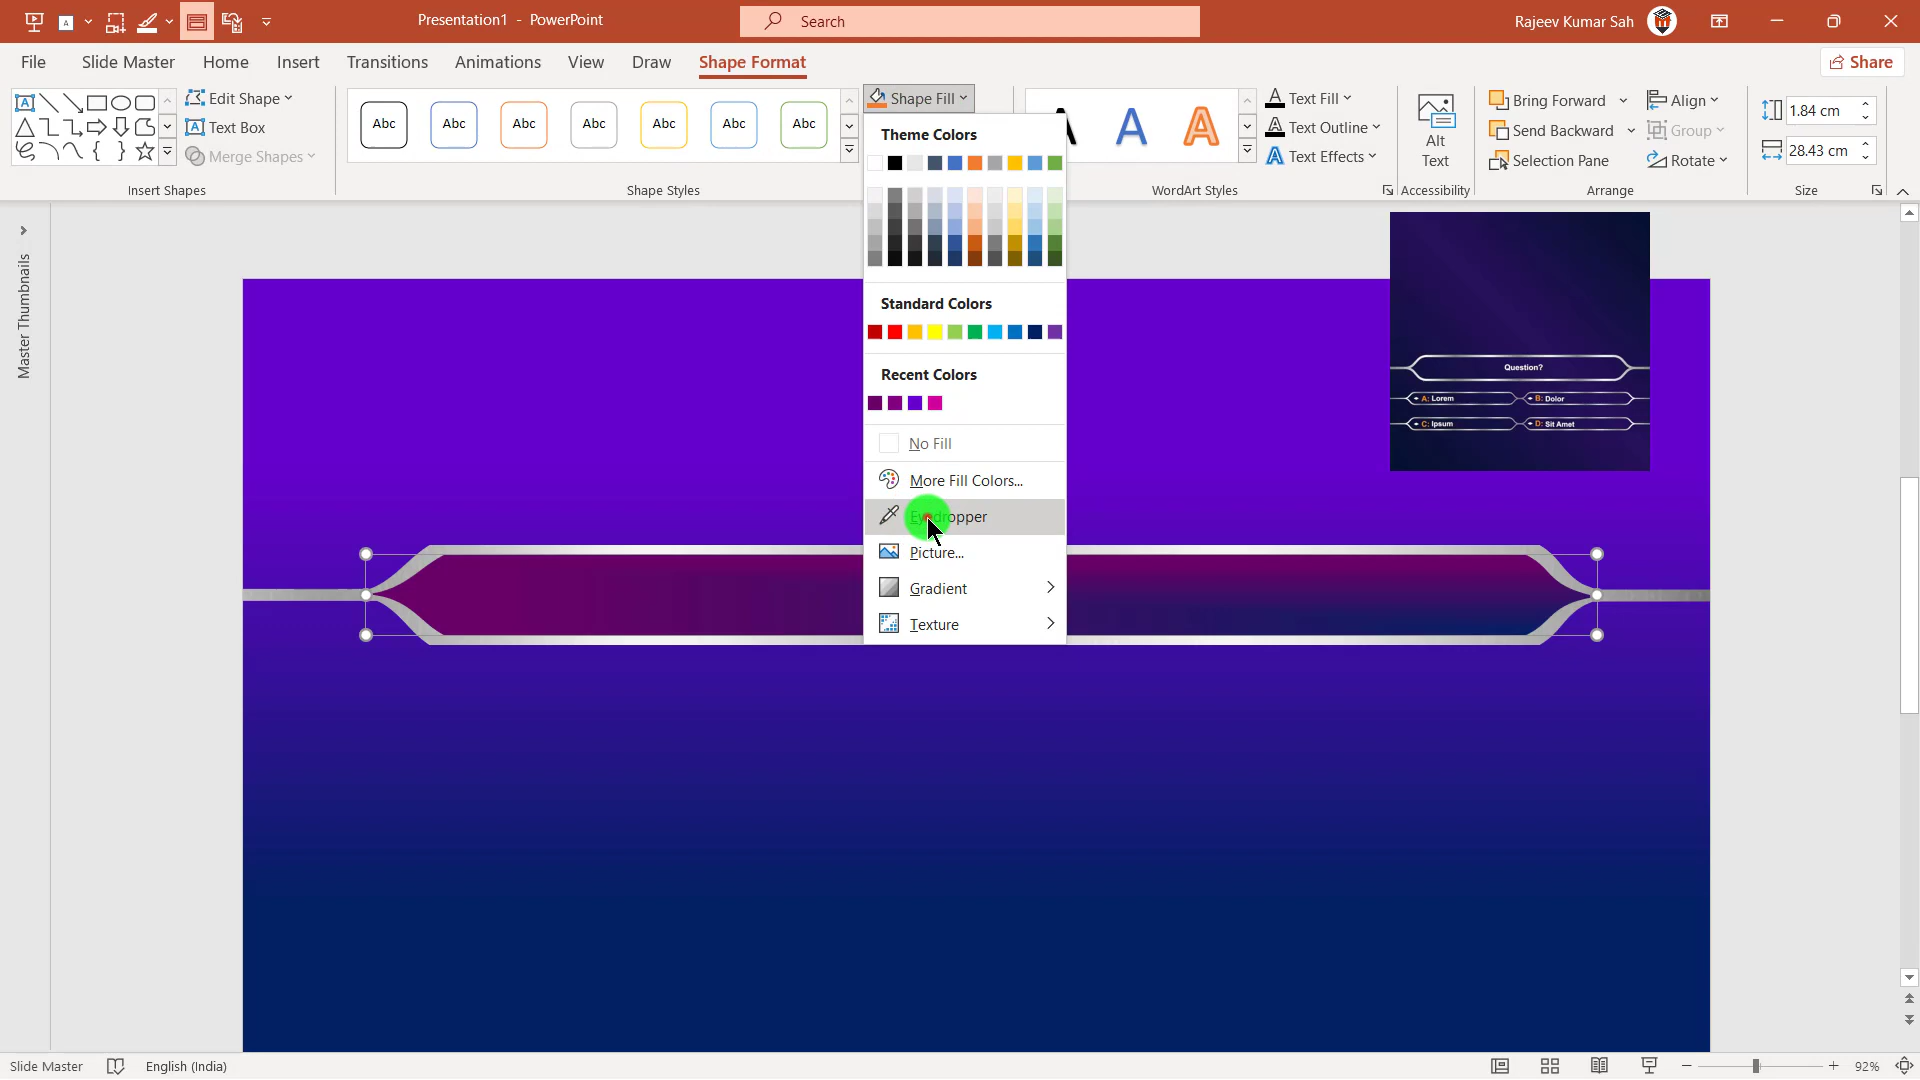 Presentation1 - PowerPoint
Search
Rajeev Kumar Sah
File
Slide Master
Home
Insert
Transitions
Animations
View
Draw
Shape Format
Share
Edit Shape
Text Box
Merge Shapes
Insert Shapes
Abc Abc Abc Abc Abc Abc Abc
Shape Styles
Shape Fill
A A A
WordArt Styles
Text Fill
Text Outline
Text Effects
Alt
Text
Accessibility
Bring Forward
Send Backward
Selection Pane
Align
Group
Rotate
Arrange
1.84 cm
28.43 cm
Size
Theme Colors
Standard Colors
Recent Colors
No Fill
More Fill Colors...
Eyedropper
Picture...
Gradient
Texture
Master Thumbnails
Question?
A: Lorem
B: Dolor
C: Ipsum
D: Sit Amet
Slide Master
English (India)
92%